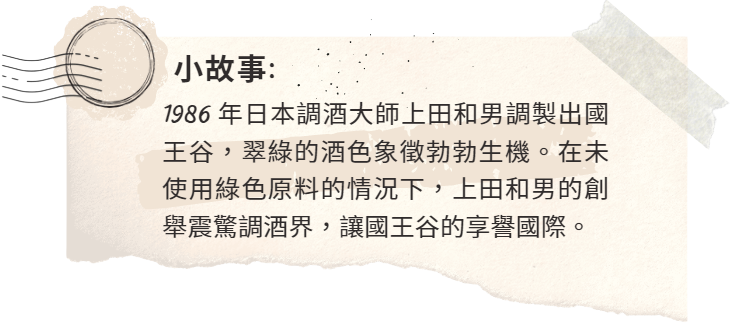 小故事:
1986 年日本調酒大師上田和男調製出國
王谷，翠綠的酒色象徵勃勃生機。在未
使用綠色原料的情況下，上田和男的創
舉震驚調酒界，讓國王谷的享譽國際。